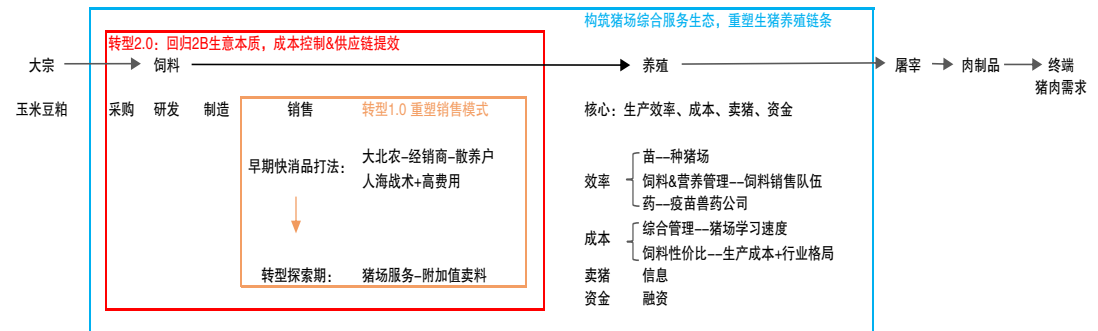 构筑猪场综合服务生态，重塑生猪养殖链条
转型2.0：回归2B生意本质，成本控制&供应链提效
大宗 饲料 养殖 屠宰 肉制品 终端
猪肉需求
玉米豆粕 采购 研发 制造 销售 转型1.0 重塑销售模式 核心：生产效率、成本、卖猪、资金
早期快消品打法： 大北农–经销商–散养户
人海战术+高费用
转型探索期： 猪场服务–附加值卖料
效率 苗––种猪场
饲料&营养管理––饲料销售队伍
药––疫苗兽药公司
成本 综合管理––猪场学习速度
饲料性价比––生产成本+行业格局
卖猪 信息
资金 融资